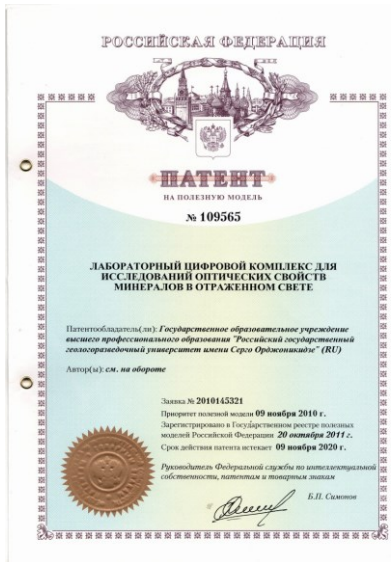 РОССИЙСКАЯ ФЕДЕРАЦИЯ
ПАТЕНТ
НА ПОЛЕЗНУЮ МОДЕЛЬ
№ 109565
ЛАБОРАТОРНЫЙ ЦИФРОВОЙ КОМПЛЕКС ДЛЯ
ИССЛЕДОВАНИЙ ОПТИЧЕСКИХ СВОЙСТВ
МИНЕРАЛОВ В ОТРАЖЕННОМ СВЕТЕ
Патентообладатель(ли): Государственное образовательное учреждение
высшего профессионального образования "Российский государственный
геологоразведочный университет имени Серго Орджоникидзе" (RU)
Автор(ы): см. на обороте
Заявка № 2010145321
Приоритет полезной модели 09 ноября 2010 г.
Зарегистрировано в Государственном реестре полезных
моделей Российской Федерации 20 октября 2011 г.
Срок действия патента истекает 09 ноября 2020 г.
Руководитель Федеральной службы по интеллектуальной
собственности, патентам и товарным знакам
Б.П. Симонов